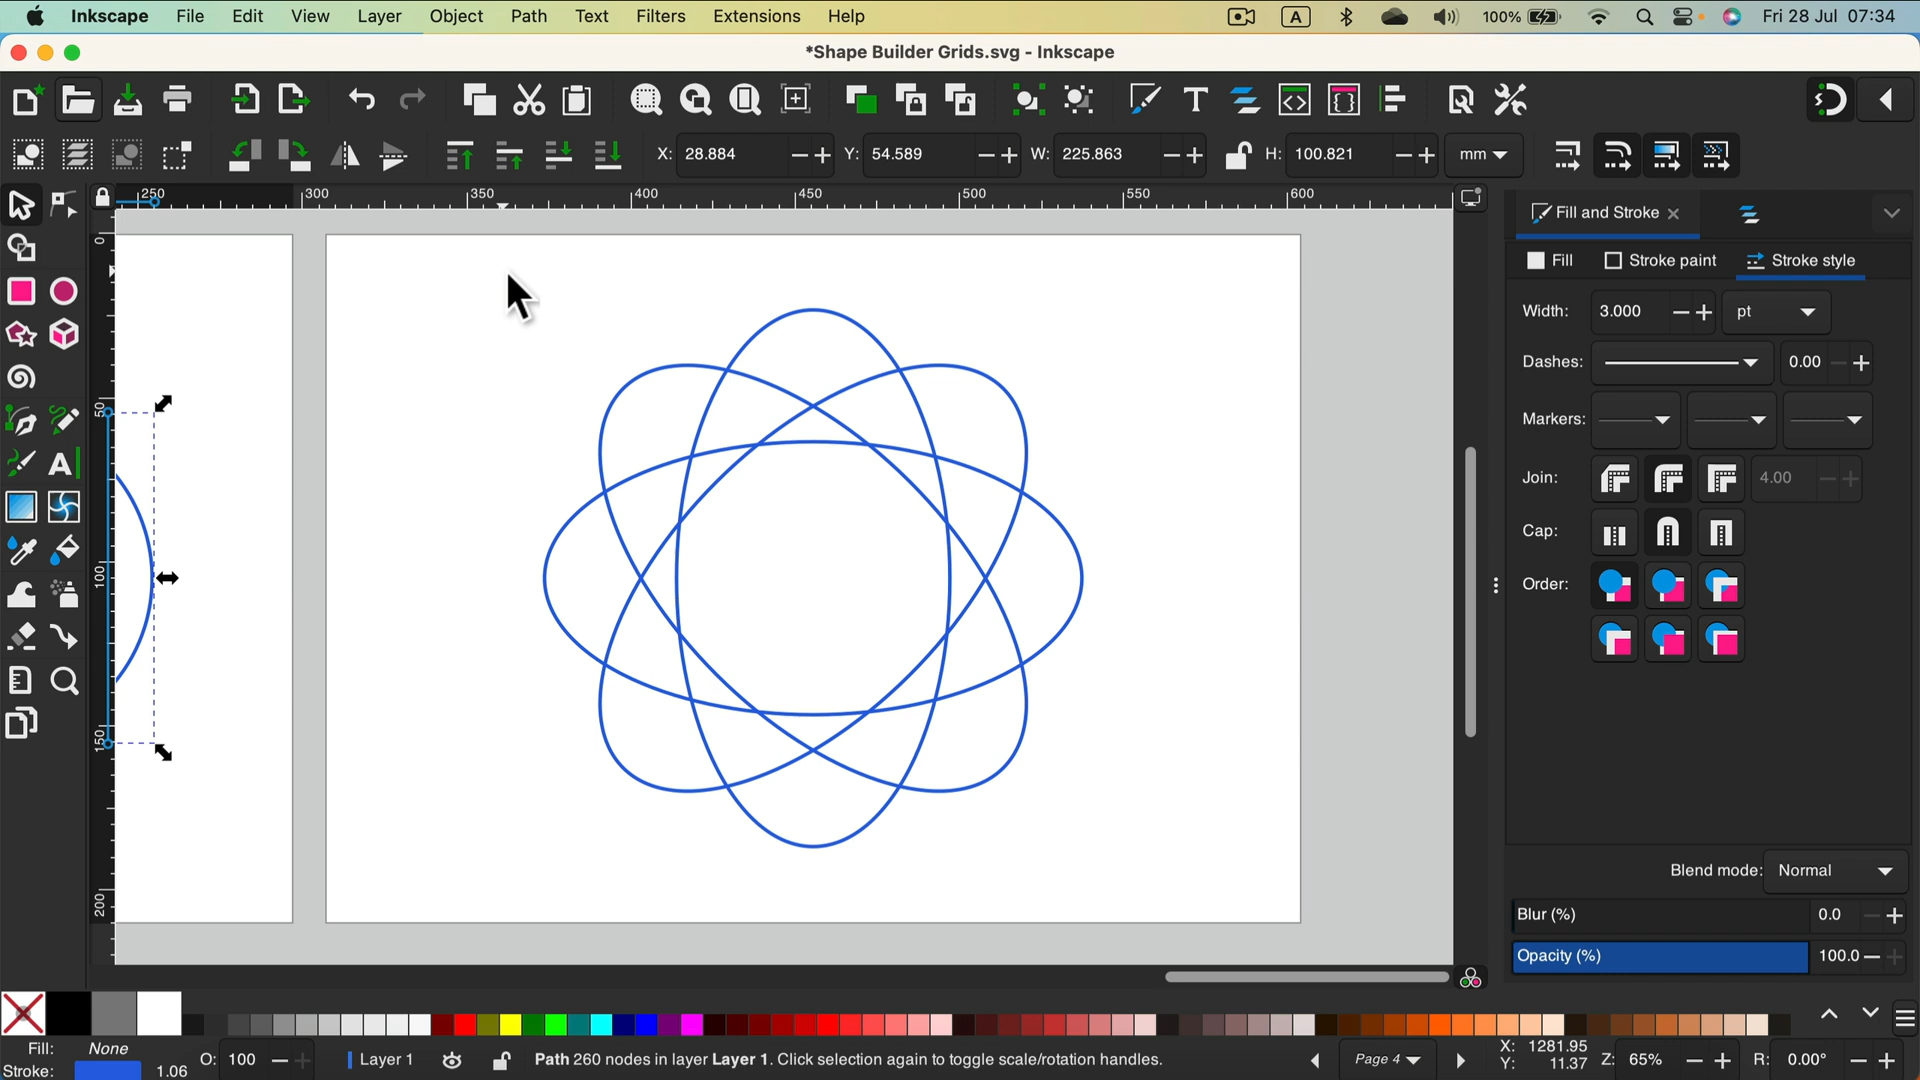 Inkscape File Edit View Layer Object Path Text Filters Extensions Help A 100% Fri 28 Jul 07:34
*Shape Builder Grids.svg - Inkscape
X: 28.884 Y: 54.589 W: 225.863 H: 100.821 mm
250 300 350 400 450 500 550 600
0
50
100
150
200
Fill and Stroke
Fill Stroke paint Stroke style
Width: 3.000 pt
Dashes: 0.00
Markers:
Join: 4.00
Cap:
Order:
Blend mode: Normal
Blur (%) 0.0
Opacity (%) 100.0
Fill: None
Stroke: 1.06
O: 100
Layer 1
Path 260 nodes in layer Layer 1. Click selection again to toggle scale/rotation handles.
Page 4
X: 1281.95
Y: 11.37
Z: 65%
R: 0.00°